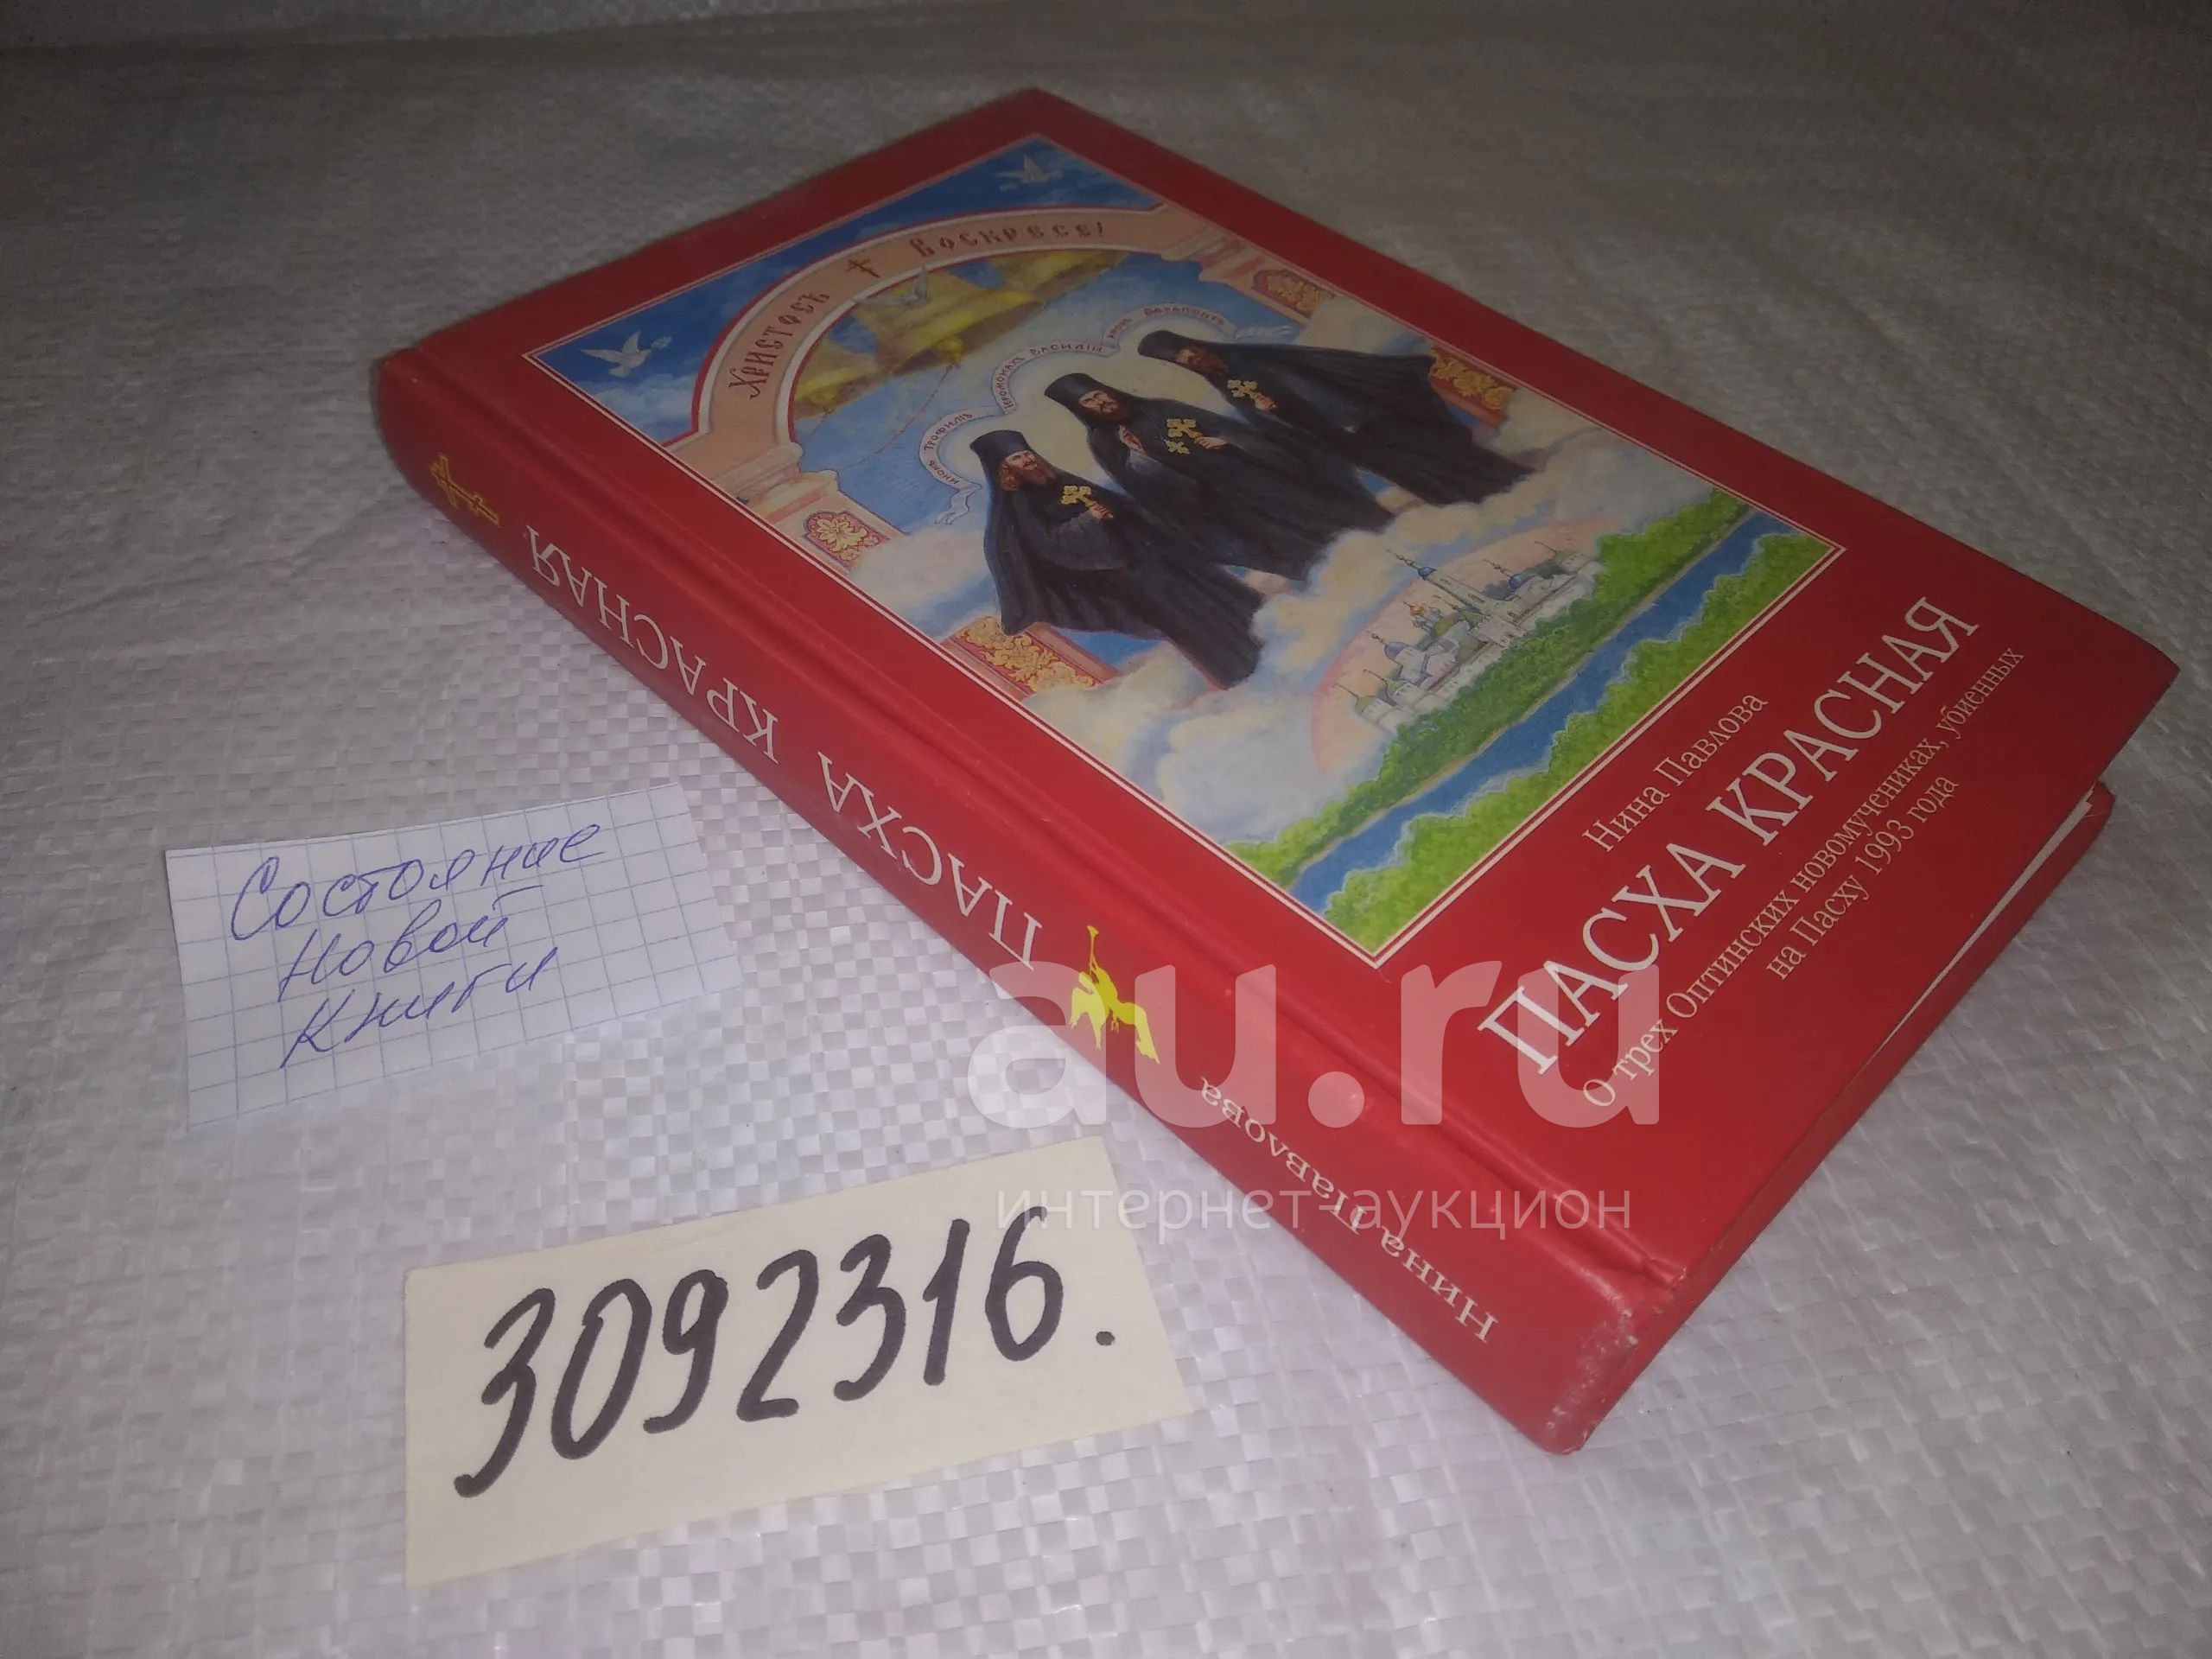 Христосъ Воскресе!
инокъ Трофимъ
иеромонахъ Василій
инокъ Ферапонтъ
Нина Павлова
ПАСХА КРАСНАЯ
О трех Оптинских новомучениках, убиенных
на Пасху 1993 года
ПАСХА КРАСНАЯ
Нина Павлова
Состояние
новой
книги
3092316.
au.ru
интернет-аукцион